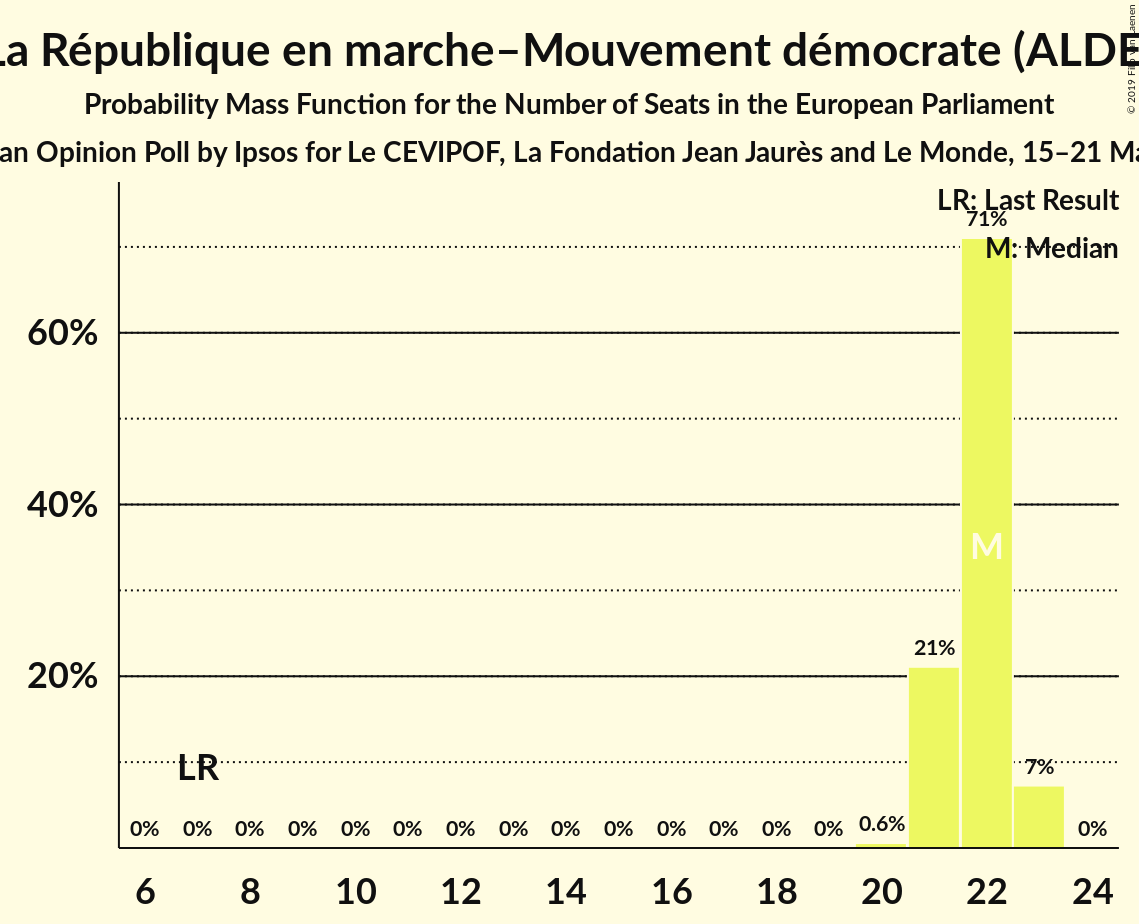 La République en marche–Mouvement démocrate (ALDE
Probability Mass Function for the Number of Seats in the European Parliament
an Opinion Poll by Ipsos for Le CEVIPOF, La Fondation Jean Jaurès and Le Monde, 15–21 Ma
© 2019
LR: Last Result
M: Median
71%
60%
40%
M
21%
20%
LR
7%
0% 0% 0% 0% 0% 0% 0% 0% 0% 0% 0% 0% 0% 0% 0.6% 0%
6 8 10 12 14 16 18 20 22 24